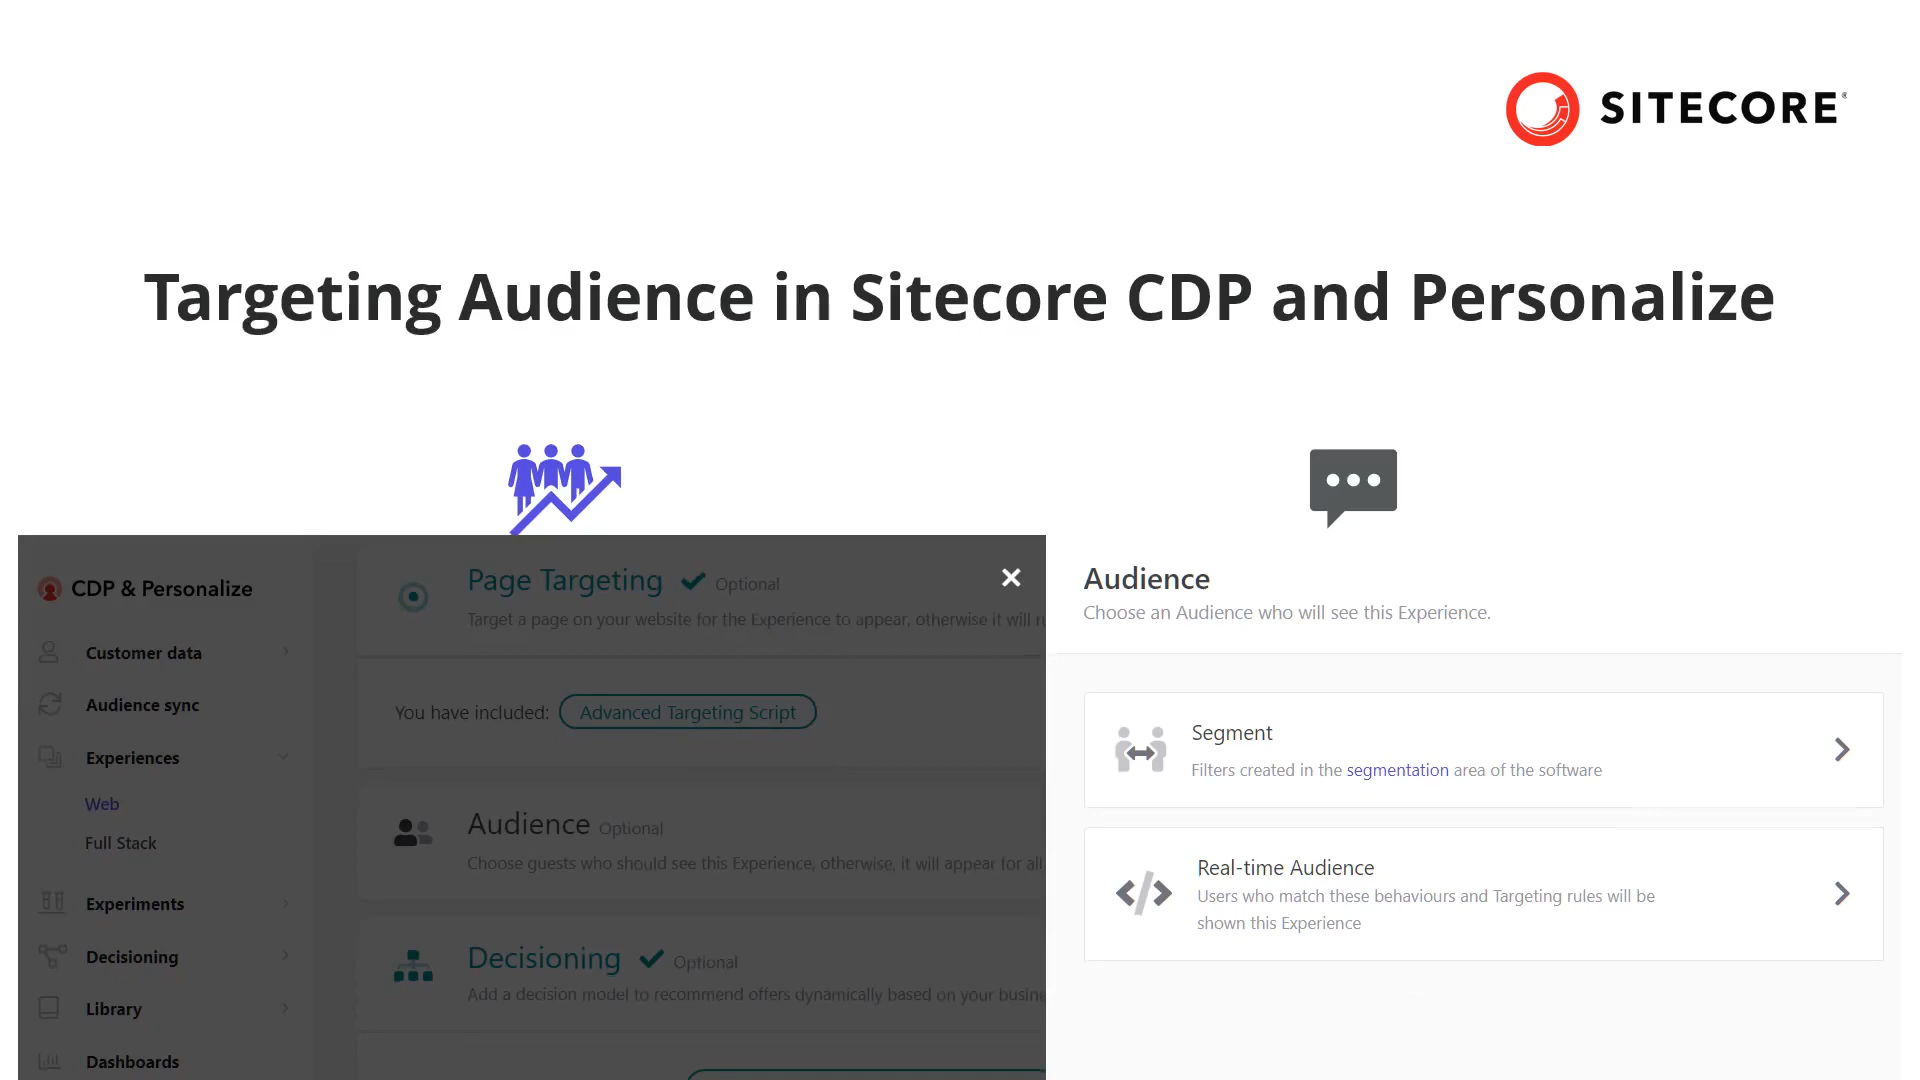 SITECORE
Targeting Audience in Sitecore CDP and Personalize
CDP & Personalize
Customer data
Audience sync
Experiences
Web
Full Stack
Experiments
Decisioning
Library
Dashboards
Page Targeting Optional
Target a page on your website for the Experience to appear, otherwise it will
You have included: Advanced Targeting Script
Audience Optional
Choose guests who should see this Experience, otherwise, it will appear for all
Decisioning Optional
Add a decision model to recommend offers dynamically based on your
Audience
Choose an Audience who will see this Experience.
Segment
Filters created in the segmentation area of the software
Real-time Audience
Users who match these behaviours and Targeting rules will be
shown this Experience